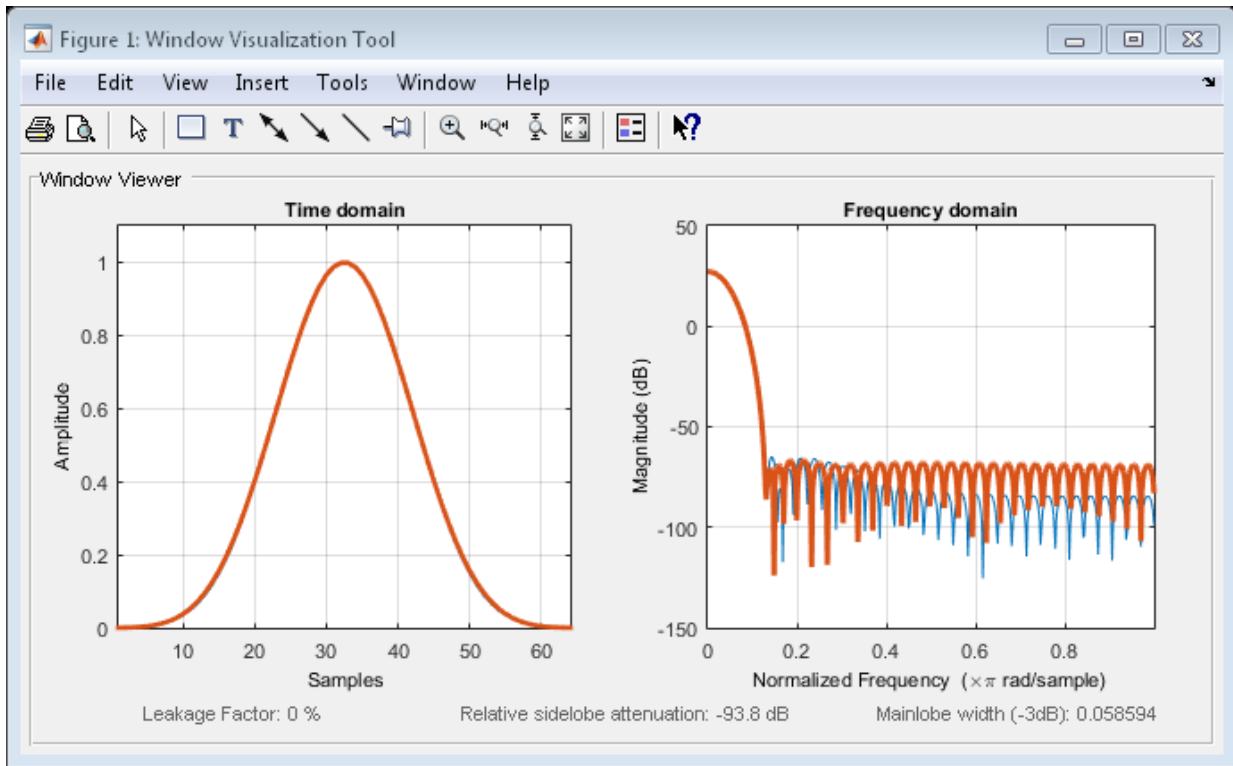 Figure 1: Window Visualization Tool
File Edit View Insert Tools Window Help
T
?
Window Viewer
Time domain
Amplitude
1
0.8
0.6
0.4
0.2
0
10 20 30 40 50 60
Samples
Frequency domain
Magnitude (dB)
50
0
-50
-100
-150
0 0.2 0.4 0.6 0.8
Normalized Frequency (×π rad/sample)
Leakage Factor: 0 % Relative sidelobe attenuation: -93.8 dB Mainlobe width (-3dB): 0.058594